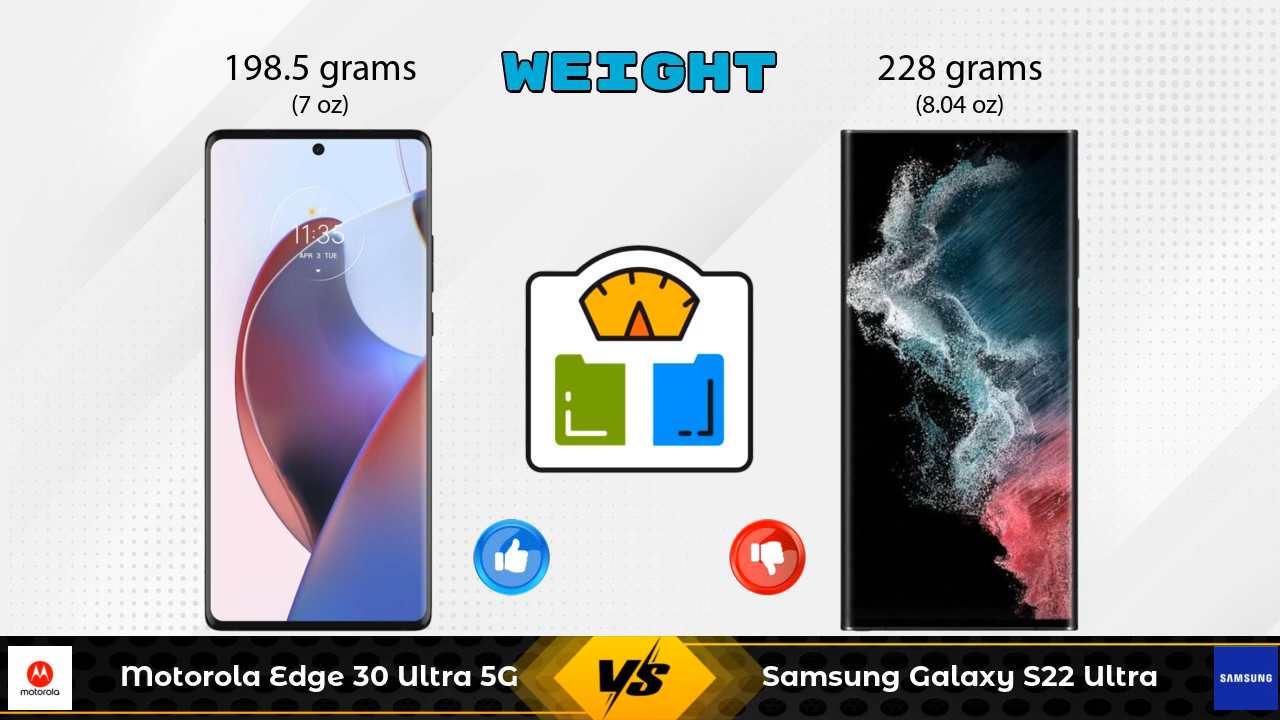 198.5 grams
(7 oz)
WEIGHT
228 grams
(8.04 oz)
11:35
APR 3 TUE
motorola
Motorola Edge 30 Ultra 5G
VS
Samsung Galaxy S22 Ultra
SAMSUNG